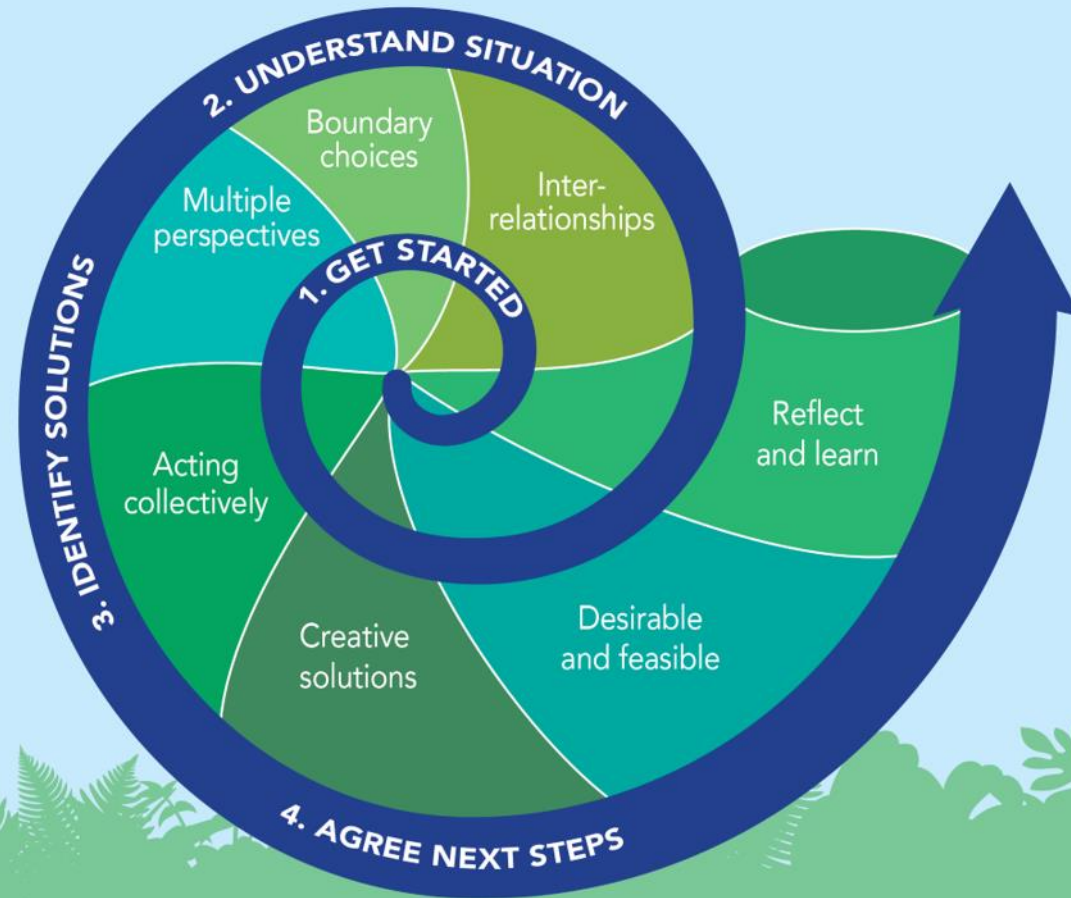 1. GET STARTED
2. UNDERSTAND SITUATION
Inter-
relationships
Boundary
choices
Multiple
perspectives
3. IDENTIFY SOLUTIONS
Acting
collectively
Creative
solutions
4. AGREE NEXT STEPS
Desirable
and feasible
Reflect
and learn